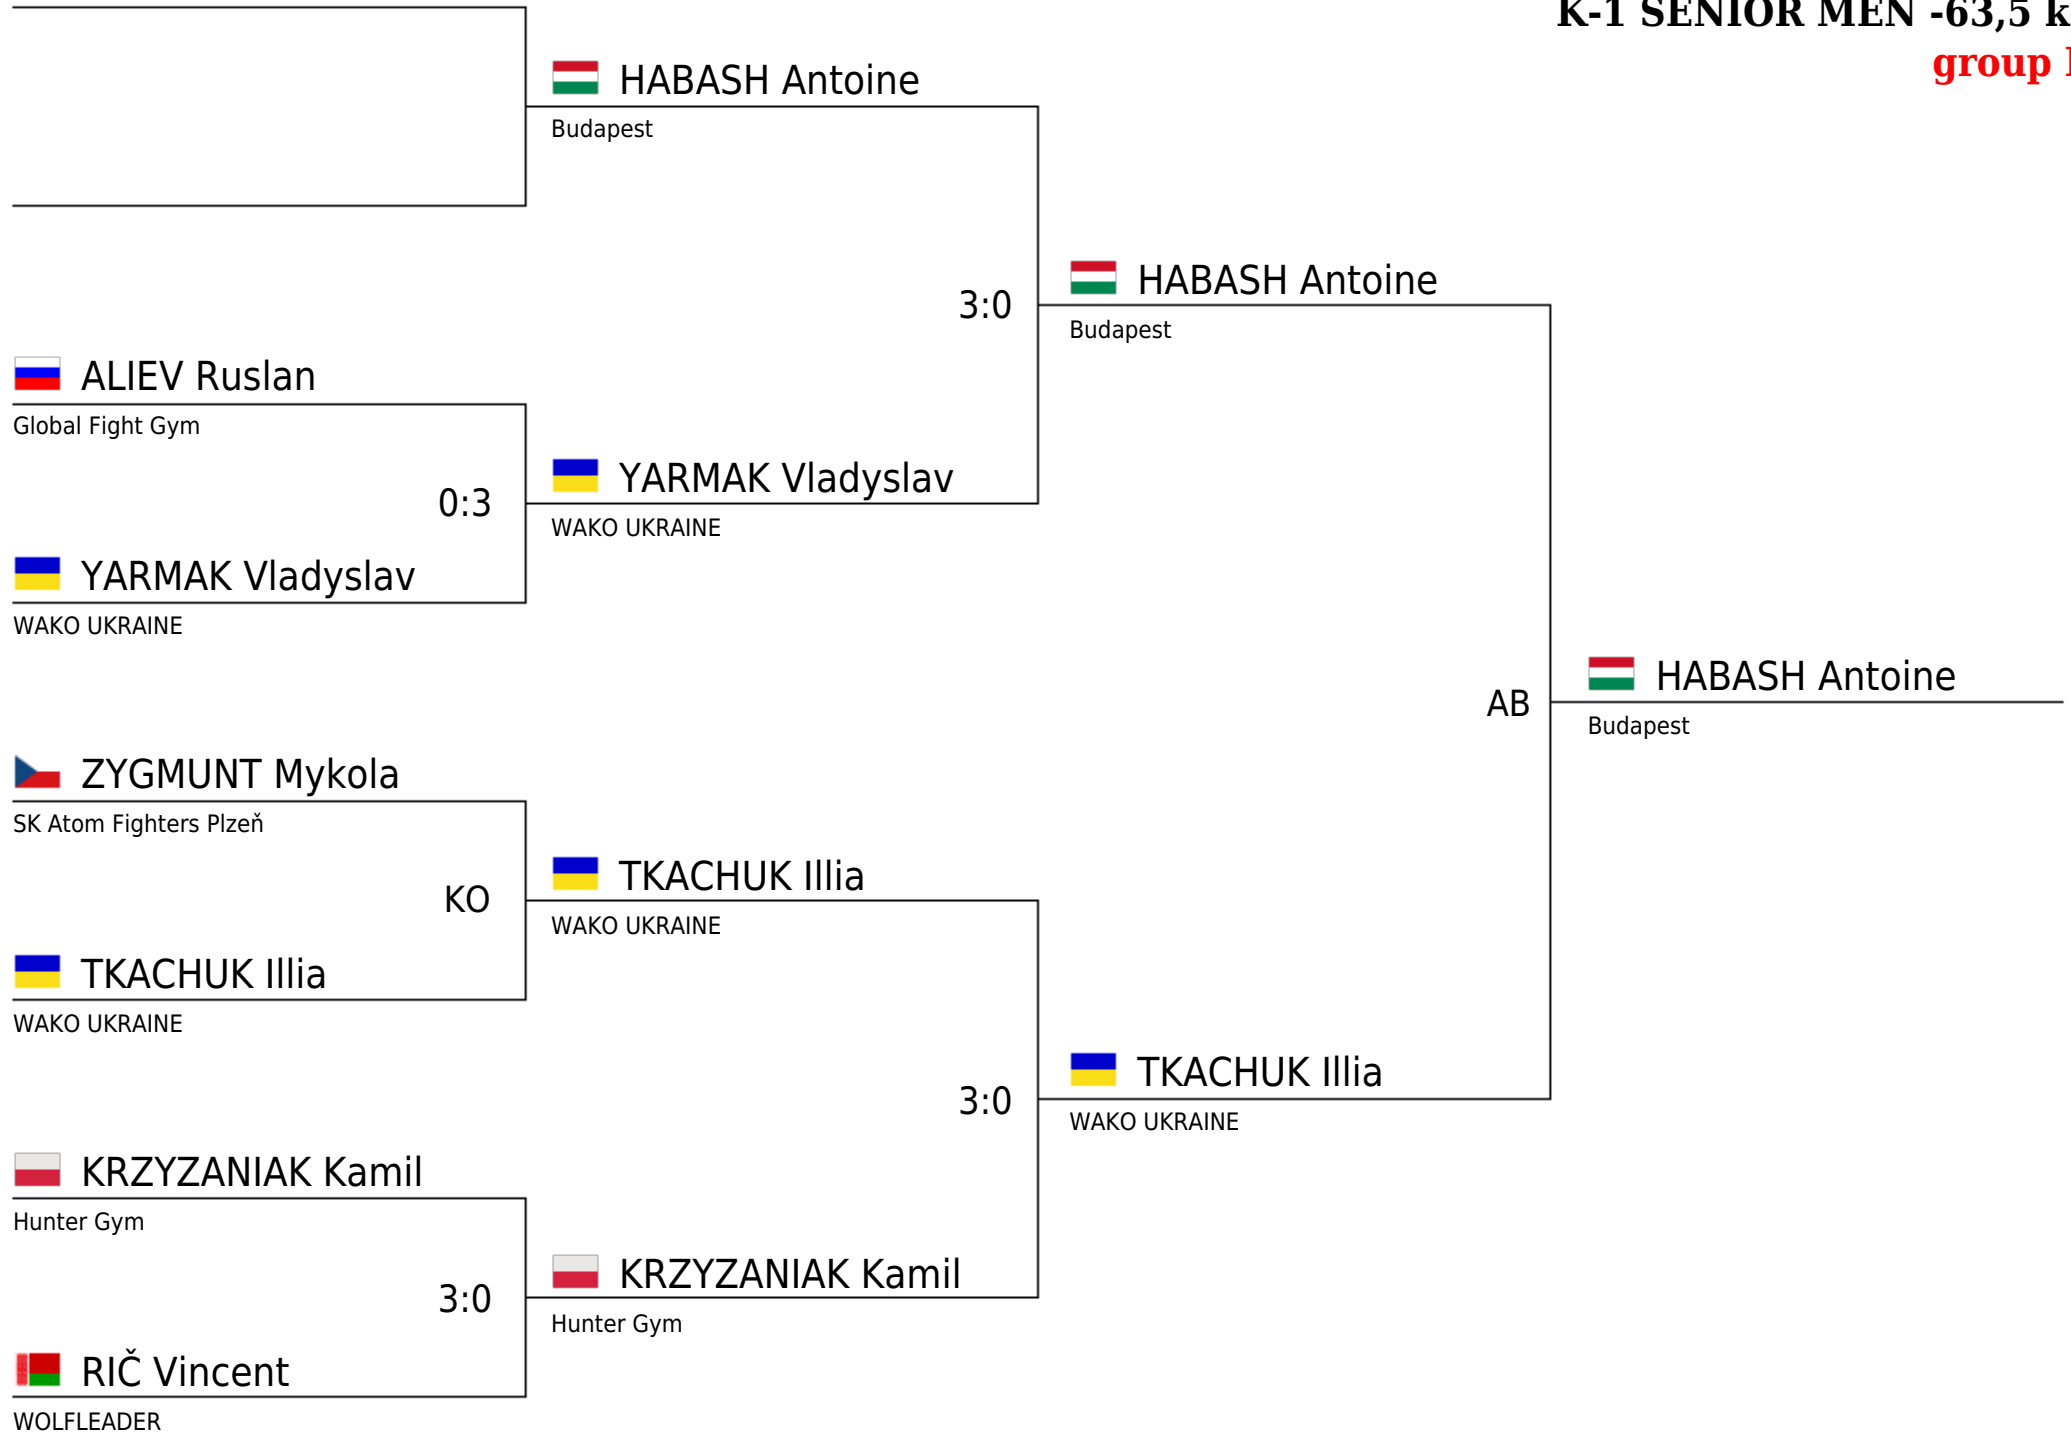 K-1 SENIOR MEN -63,5 k
group
HABASH Antoine
Budapest
3:0
HABASH Antoine
Budapest
ALIEV Ruslan
Global Fight Gym
0:3
YARMAK Vladyslav
WAKO UKRAINE
YARMAK Vladyslav
WAKO UKRAINE
AB
HABASH Antoine
Budapest
ZYGMUNT Mykola
SK Atom Fighters Plzeň
KO
TKACHUK Illia
WAKO UKRAINE
TKACHUK Illia
WAKO UKRAINE
3:0
TKACHUK Illia
WAKO UKRAINE
KRZYZANIAK Kamil
Hunter Gym
3:0
KRZYZANIAK Kamil
Hunter Gym
RIČ Vincent
WOLFLEADER